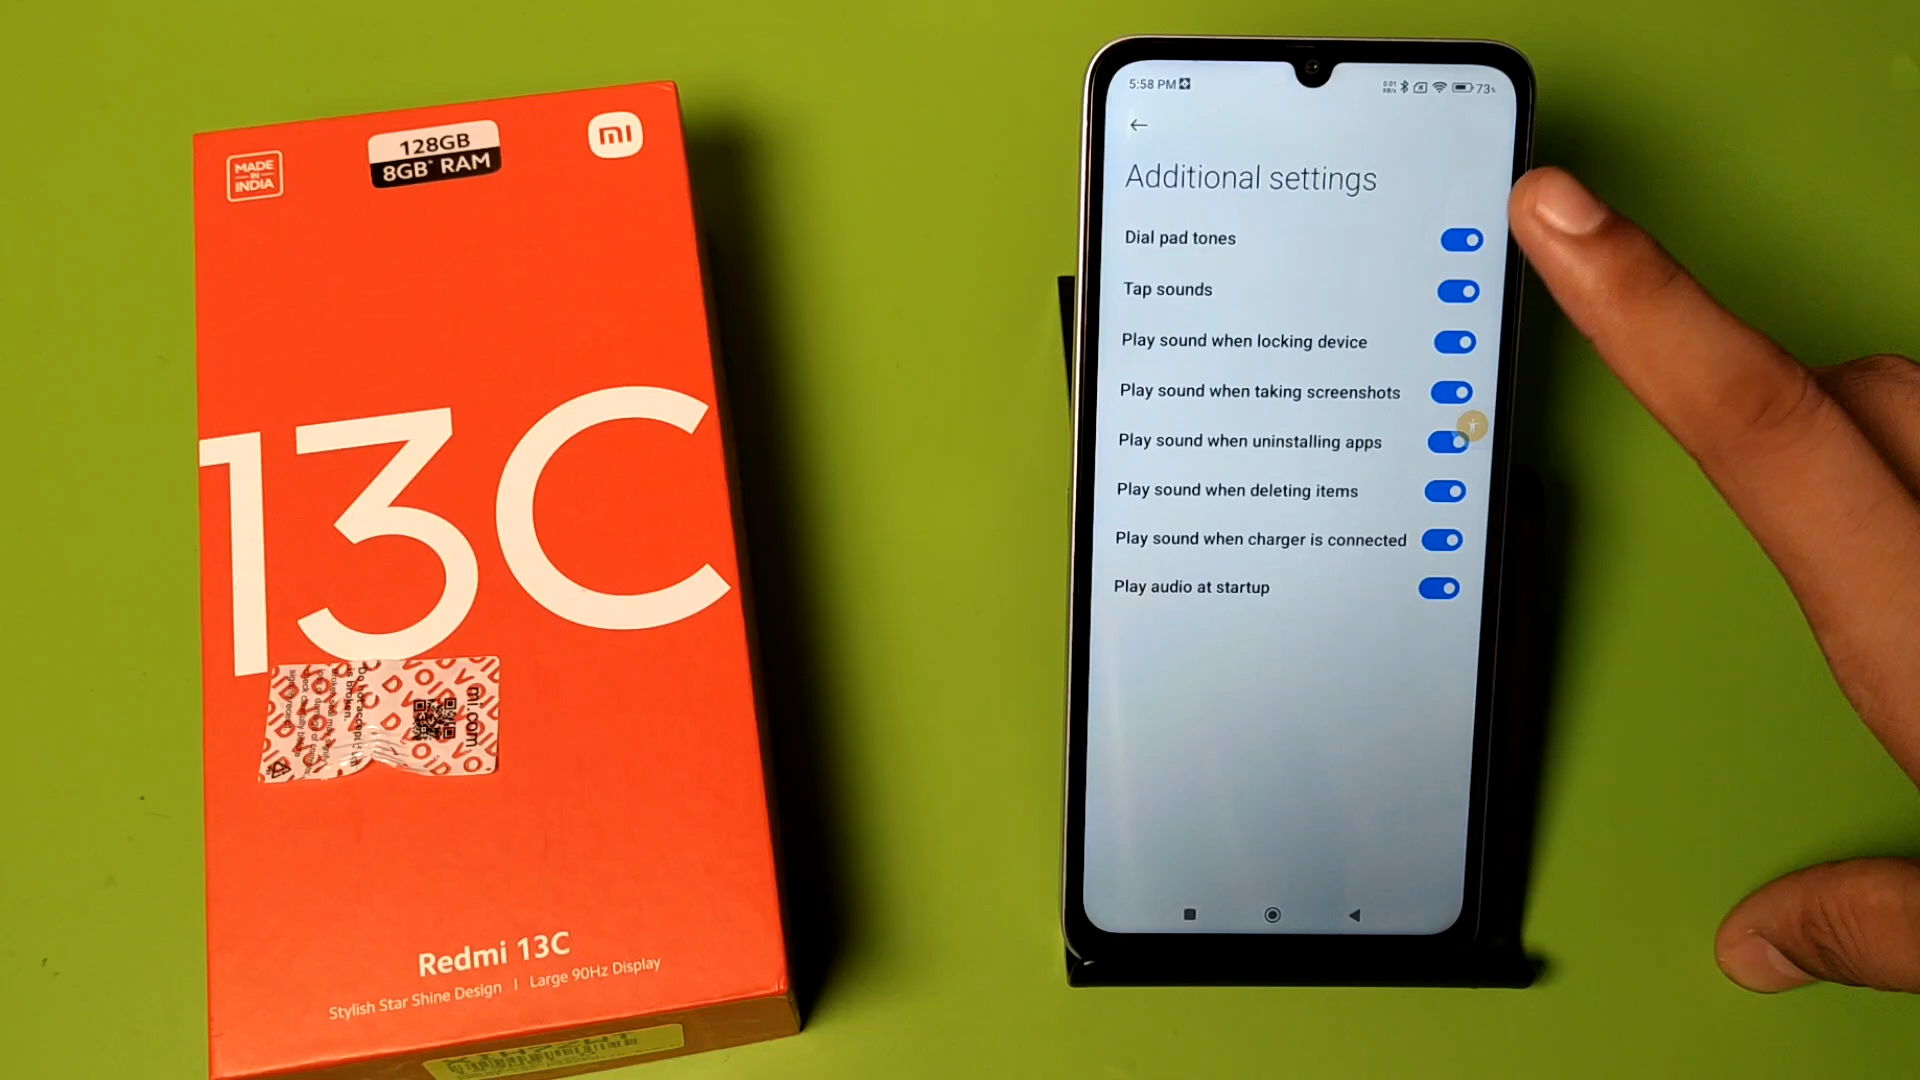 MADE
IN
INDIA
128GB
8GB* RAM
mi
13C
mi.com
VOID
Redmi 13C
Stylish Star Shine Design | Large 90Hz Display
5:58 PM
73%
Additional settings
Dial pad tones
Tap sounds
Play sound when locking device
Play sound when taking screenshots
Play sound when uninstalling apps
Play sound when deleting items
Play sound when charger is connected
Play audio at startup